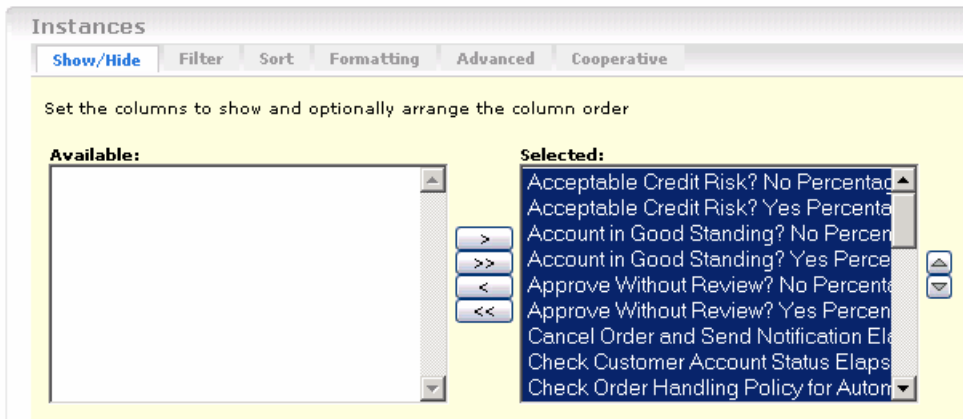 Instances
Show/Hide Filter Sort Formatting Advanced Cooperative
Set the columns to show and optionally arrange the column order
Available:
Selected:
Acceptable Credit Risk? No Percentag
Acceptable Credit Risk? Yes Percenta
Account in Good Standing? No Percen
Account in Good Standing? Yes Perce
Approve Without Review? No Percenta
Approve Without Review? Yes Percen
Cancel Order and Send Notification Ela
Check Customer Account Status Elaps
Check Order Handling Policy for Autom
>
>>
<
<<